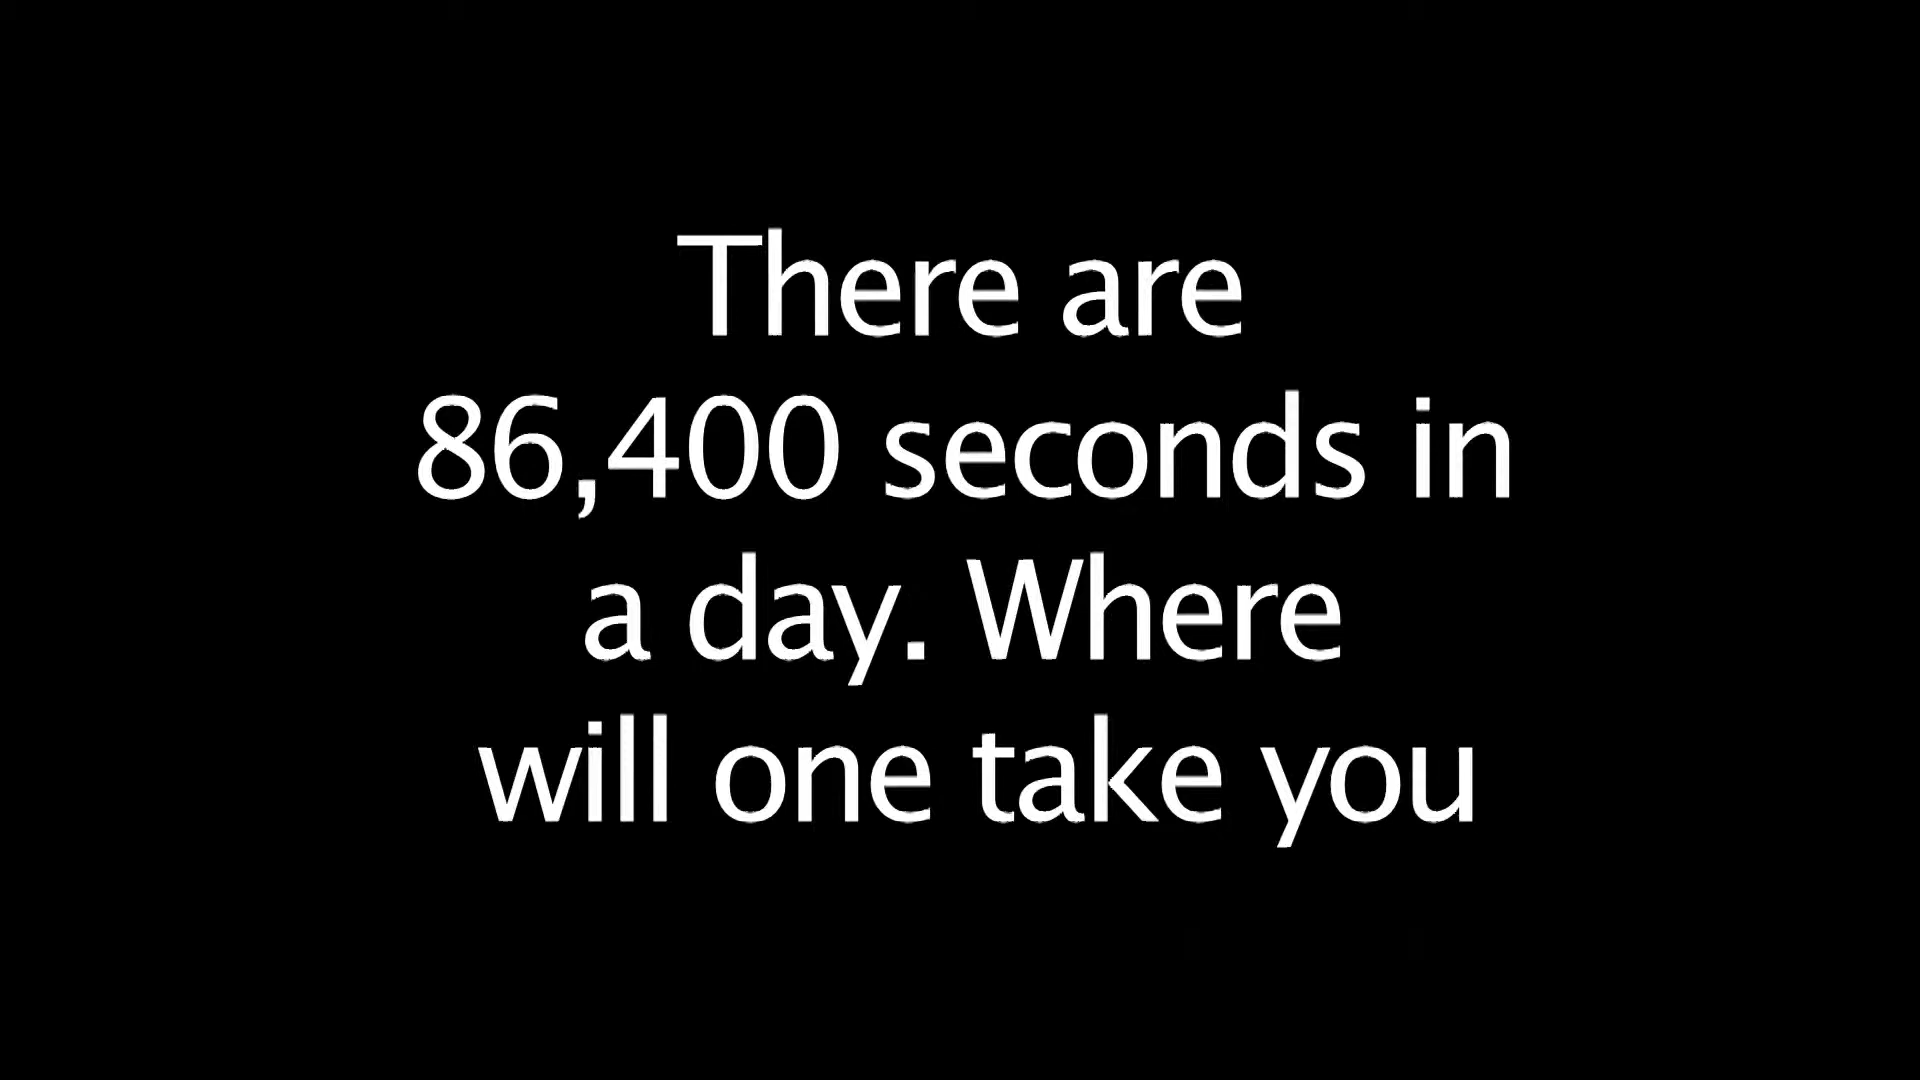 There are
86,400 seconds in
a day. Where
will one take you